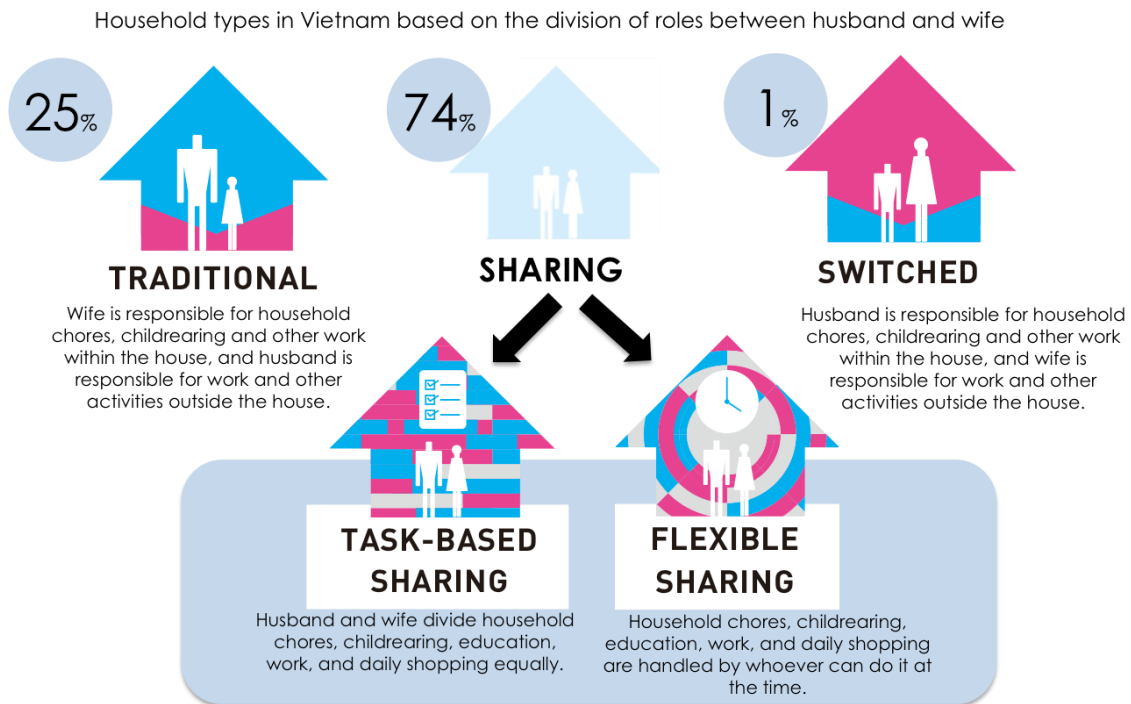 Household types in Vietnam based on the division of roles between husband and wife
25%
74%
1%
TRADITIONAL
Wife is responsible for household
chores, childrearing and other work
within the house, and husband is
responsible for work and other
activities outside the house.
SHARING
SWITCHED
Husband is responsible for household
chores, childrearing and other work
within the house, and wife is
responsible for work and other
activities outside the house.
TASK-BASED
SHARING
Husband and wife divide household
chores, childrearing, education,
work, and daily shopping equally.
FLEXIBLE
SHARING
Household chores, childrearing,
education, work, and daily shopping
are handled by whoever can do it at
the time.